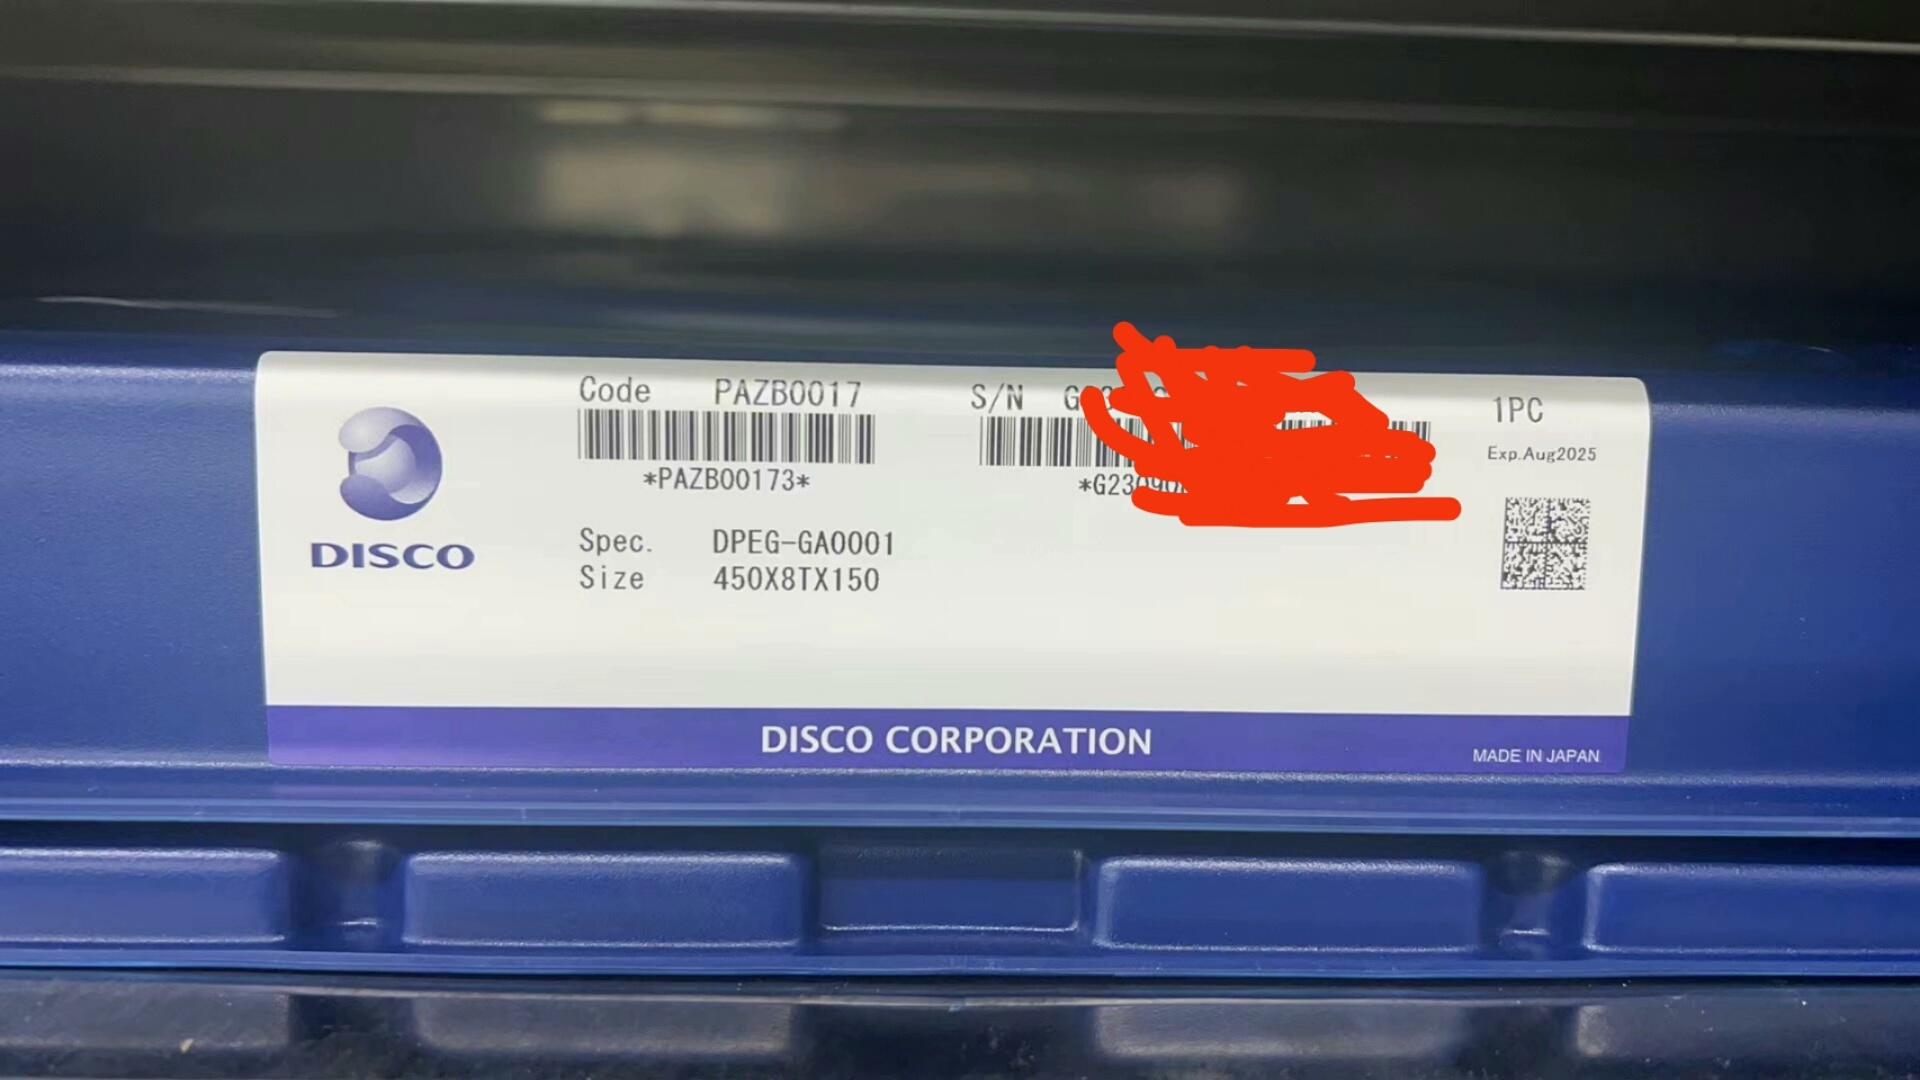 DISCO
Code PAZB0017
*PAZB00173*
S/N
1PC
Exp.Aug2025
Spec. DPEG-GA0001
Size 450X8TX150
DISCO CORPORATION
MADE IN JAPAN